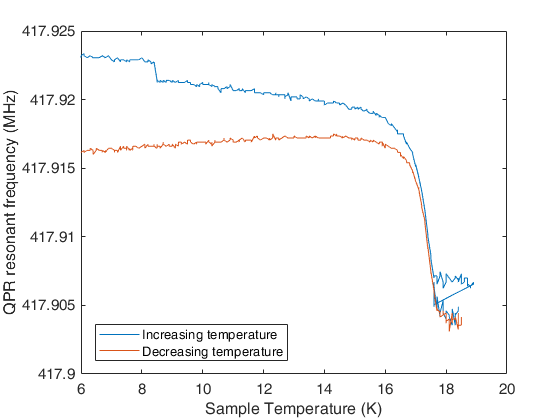 417.925
417.92
417.915
417.91
417.905
417.9
QPR resonant frequency (MHz)
Increasing temperature
Decreasing temperature
6 8 10 12 14 16 18 20
Sample Temperature (K)